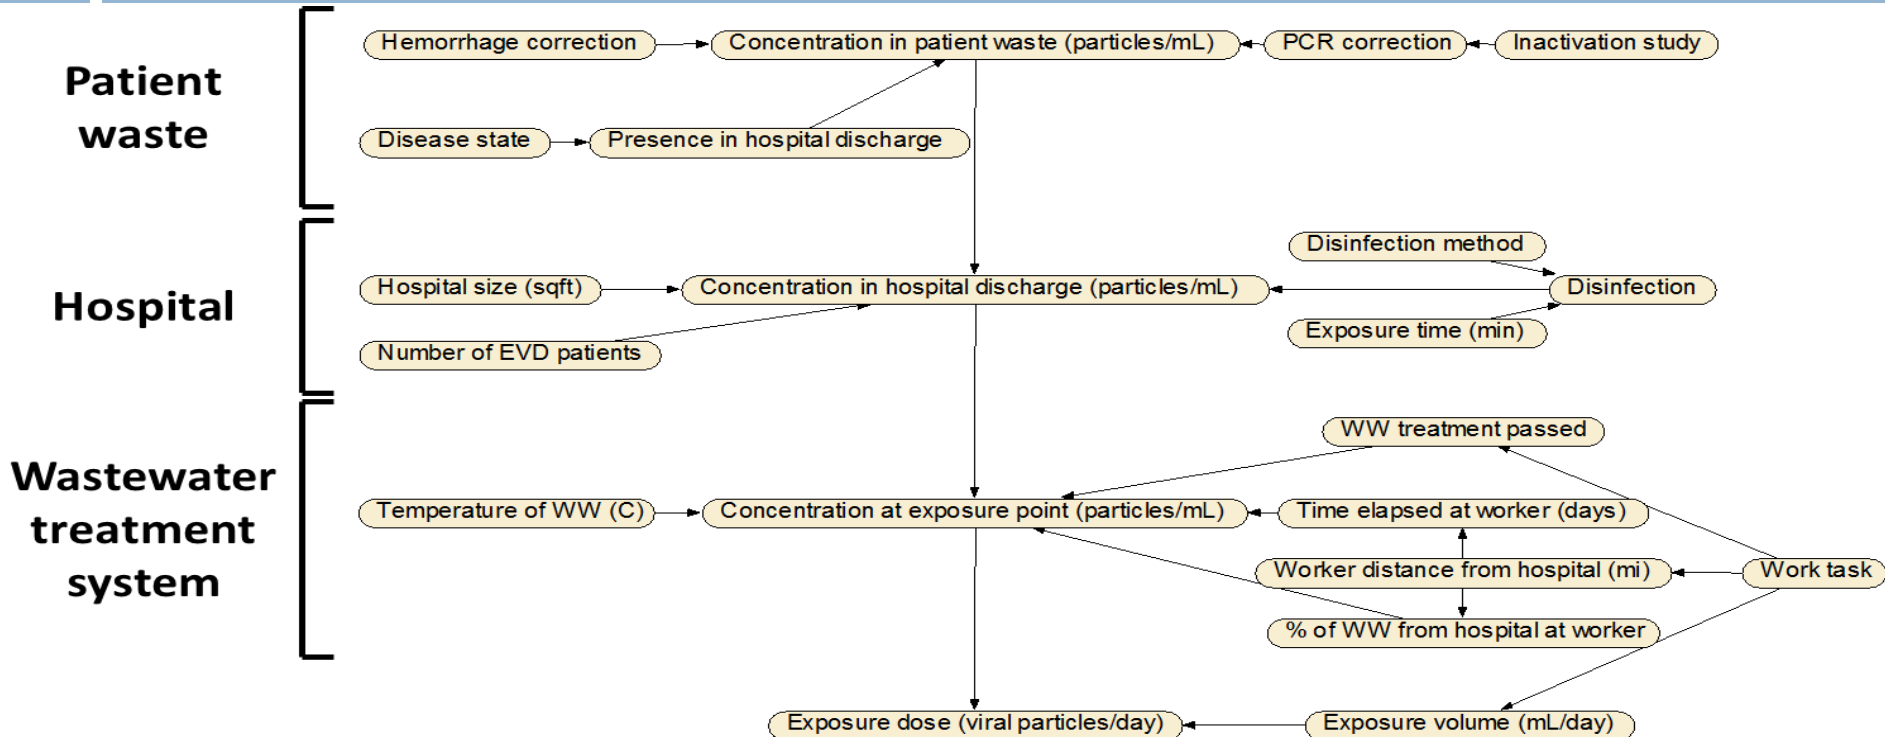 Patient
waste
Hemorrhage correction
Concentration in patient waste (particles/mL)
PCR correction
Inactivation study
Disease state
Presence in hospital discharge
Hospital
Disinfection method
Hospital size (sqft)
Concentration in hospital discharge (particles/mL)
Disinfection
Exposure time (min)
Number of EVD patients
Wastewater
treatment
system
WW treatment passed
Temperature of WW (C)
Concentration at exposure point (particles/mL)
Time elapsed at worker (days)
Worker distance from hospital (mi)
Work task
% of WW from hospital at worker
Exposure dose (viral particles/day)
Exposure volume (mL/day)